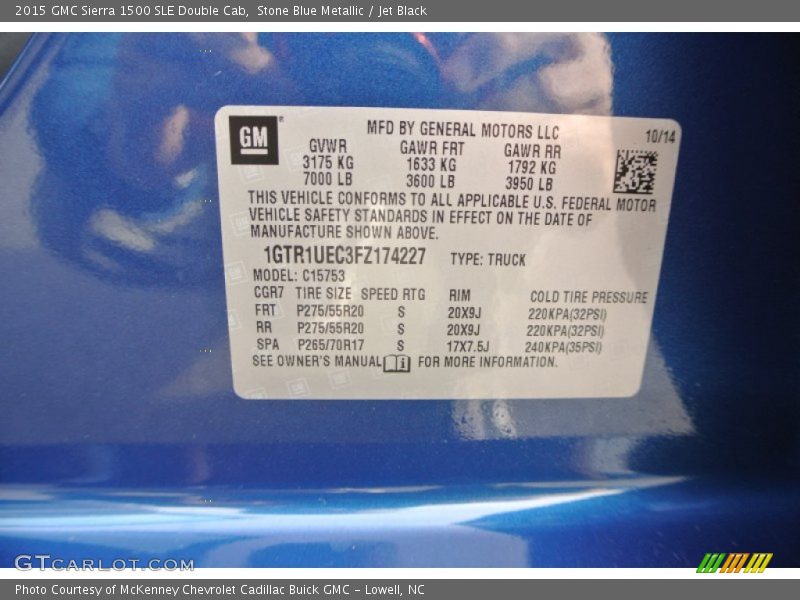 2015 GMC Sierra 1500 SLE Double Cab, Stone Blue Metallic / Jet Black
GM®
MFD BY GENERAL MOTORS LLC
10/14
GVWR GAWR FRT GAWR RR
3175 KG 1633 KG 1792 KG
7000 LB 3600 LB 3950 LB
THIS VEHICLE CONFORMS TO ALL APPLICABLE U.S. FEDERAL MOTOR
VEHICLE SAFETY STANDARDS IN EFFECT ON THE DATE OF
MANUFACTURE SHOWN ABOVE.
1GTR1UEC3FZ174227 TYPE: TRUCK
MODEL: C15753
CGR7 TIRE SIZE SPEED RTG RIM COLD TIRE PRESSURE
FRT P275/55R20 S 20X9J 220KPA(32PSI)
RR P275/55R20 S 20X9J 220KPA(32PSI)
SPA P265/70R17 S 17X7.5J 240KPA(35PSI)
SEE OWNER'S MANUAL FOR MORE INFORMATION.
GTCARLOT.COM
Photo Courtesy of McKenney Chevrolet Cadillac Buick GMC - Lowell, NC